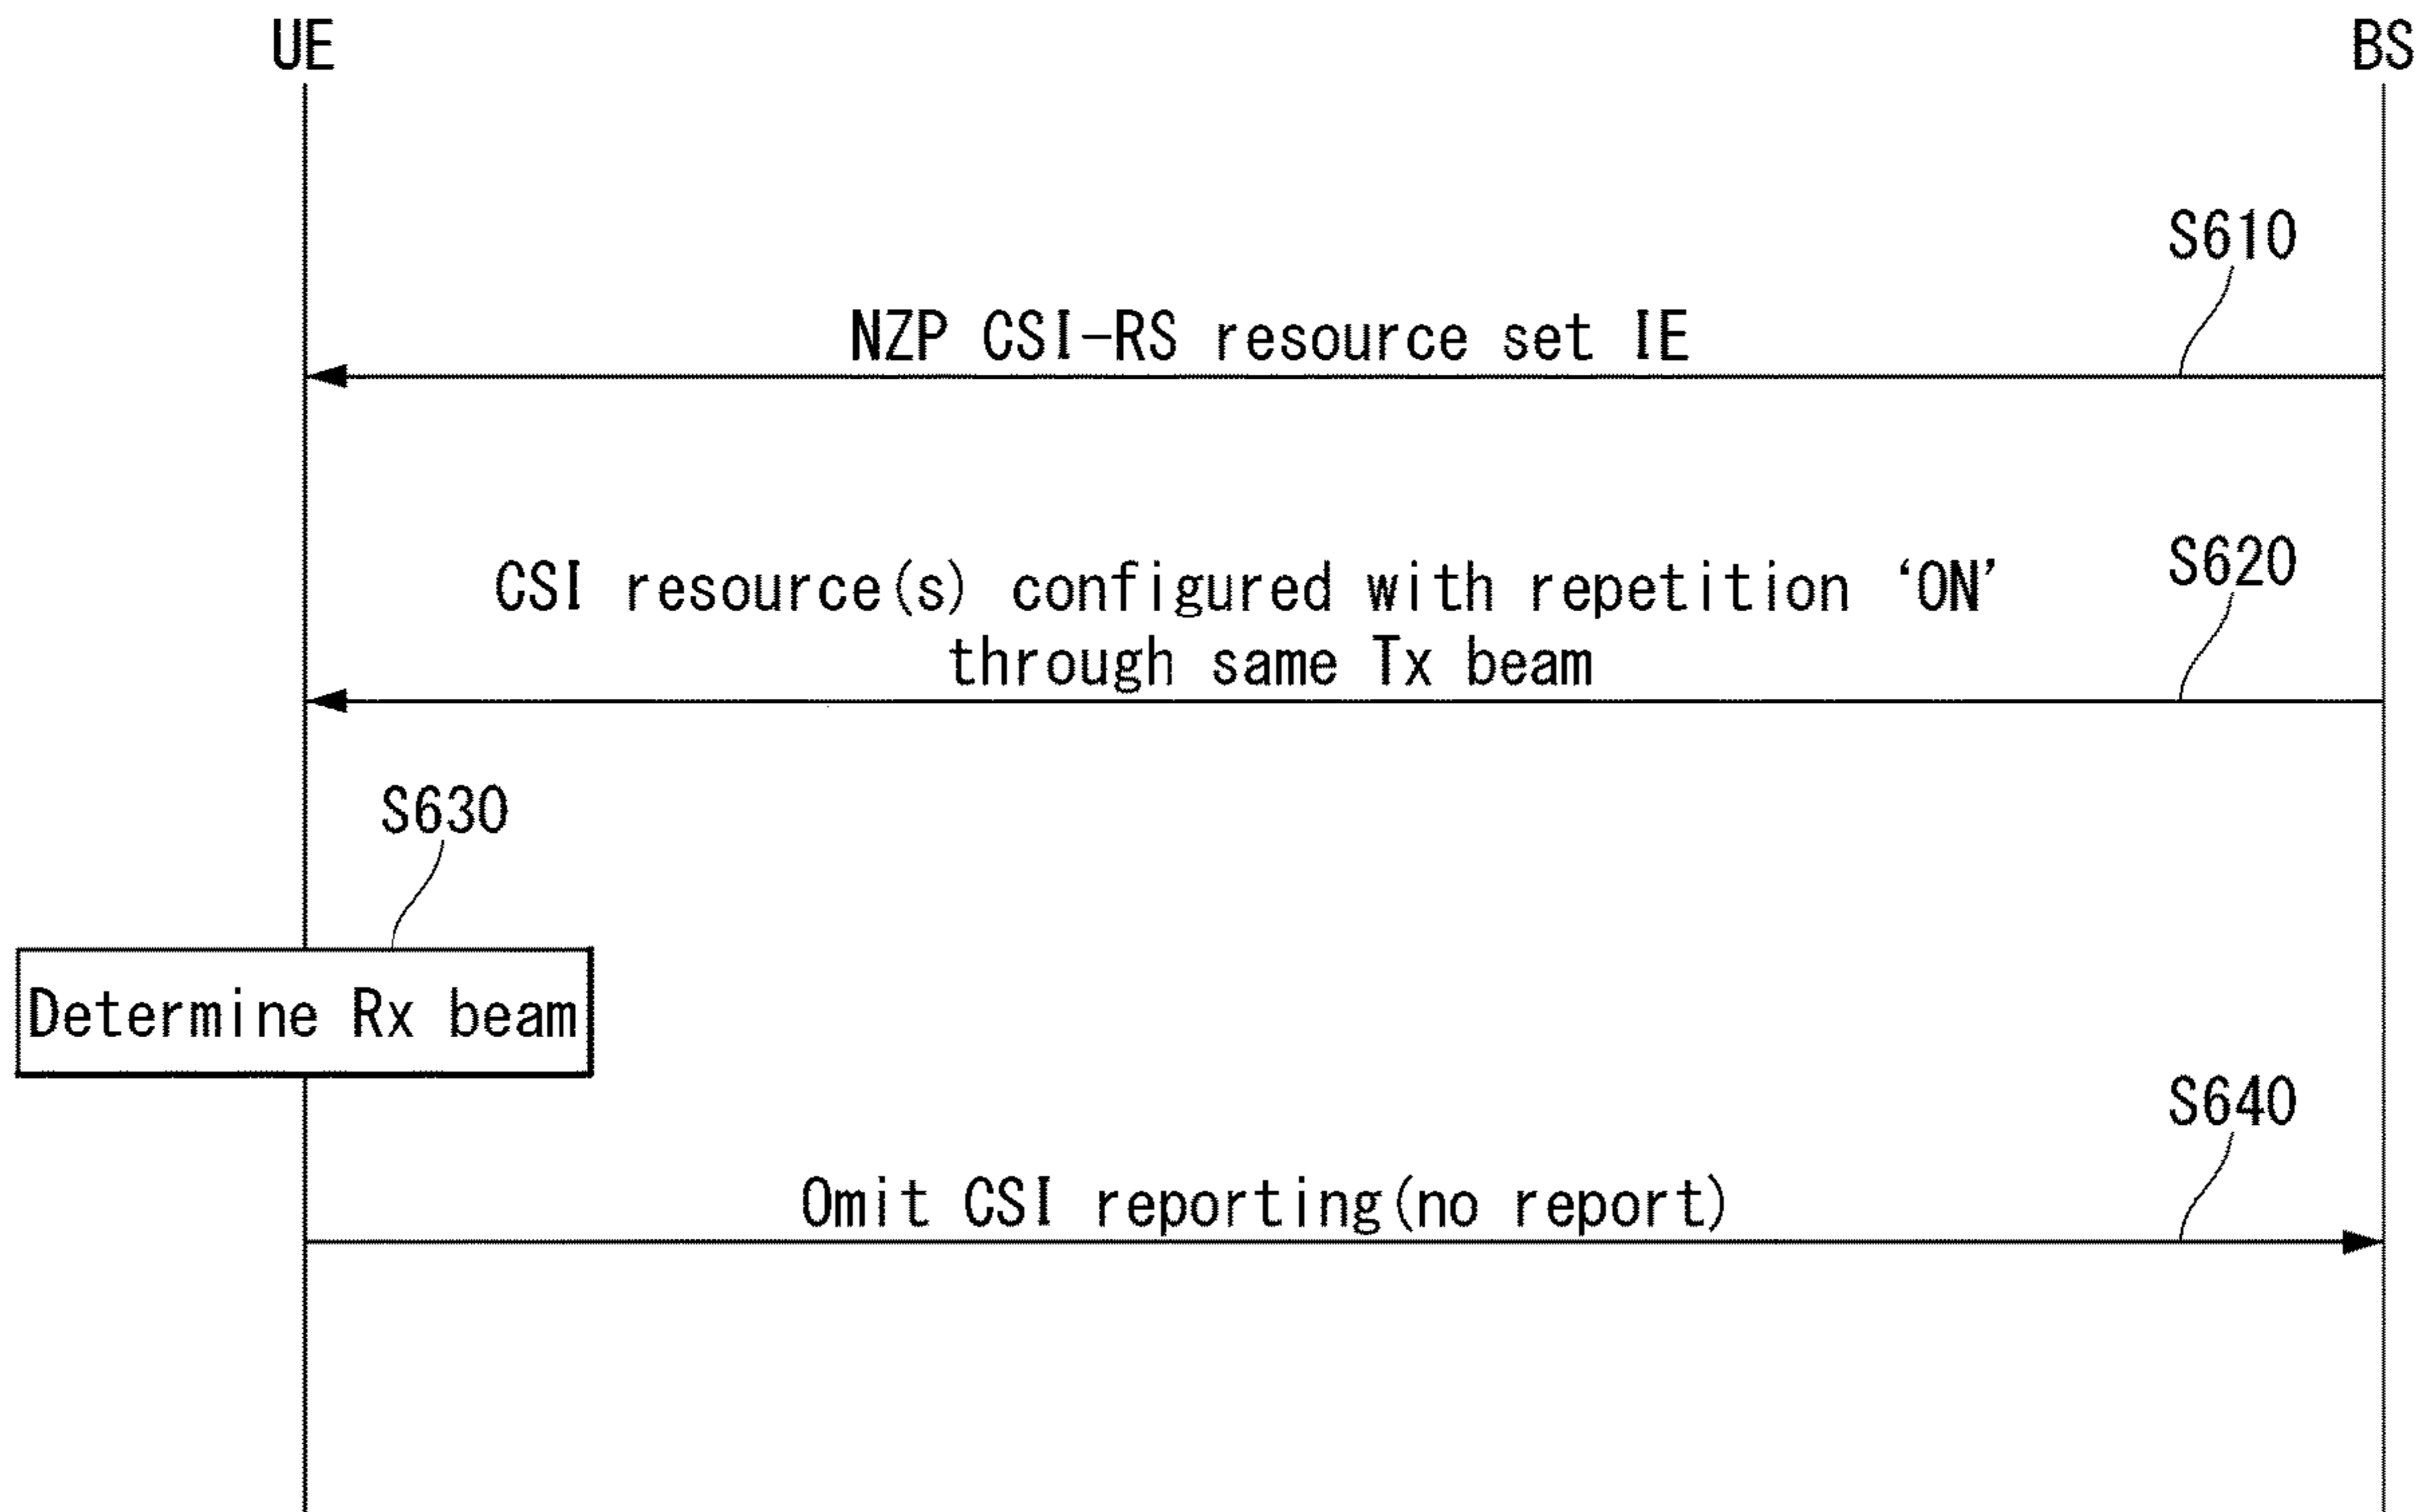 UE
BS
S610
NZP CSI-RS resource set IE
S620
CSI resource(s) configured with repetition ‘ON’
through same Tx beam
S630
Determine Rx beam
S640
Omit CSI reporting(no report)